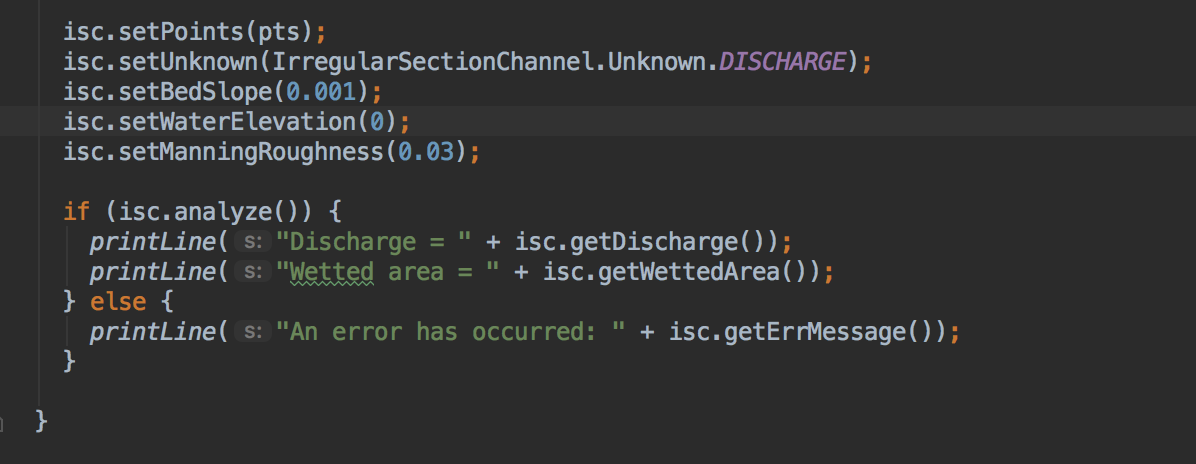 isc.setPoints(pts);
isc.setUnknown(IrregularSectionChannel.Unknown.DISCHARGE);
isc.setBedSlope(0.001);
isc.setWaterElevation(0);
isc.setManningRoughness(0.03);
if (isc.analyze()) {
printLine( s: "Discharge = " + isc.getDischarge());
printLine( s: "Wetted area = " + isc.getWettedArea());
} else {
printLine( s: "An error has occurred: " + isc.getErrMessage());
}
}